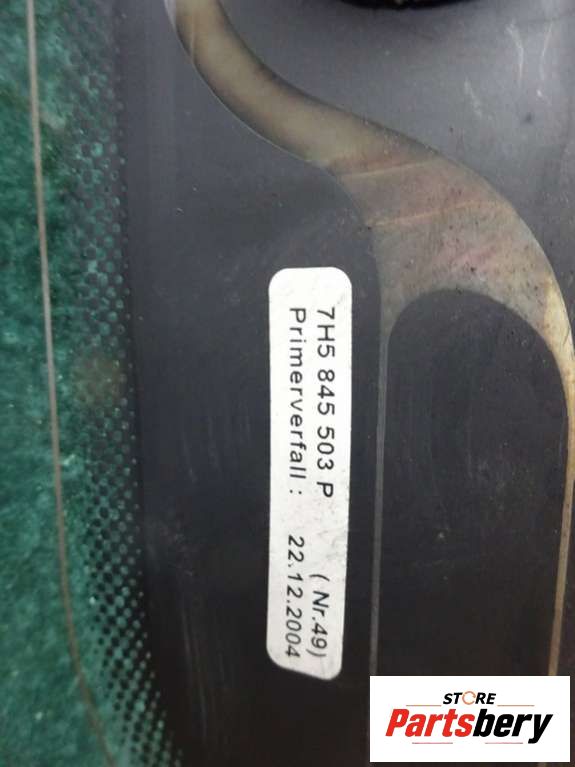 7H5 845 503 P ( Nr.49)
Primerverfall : 22.12.2004
STORE
Partsbery